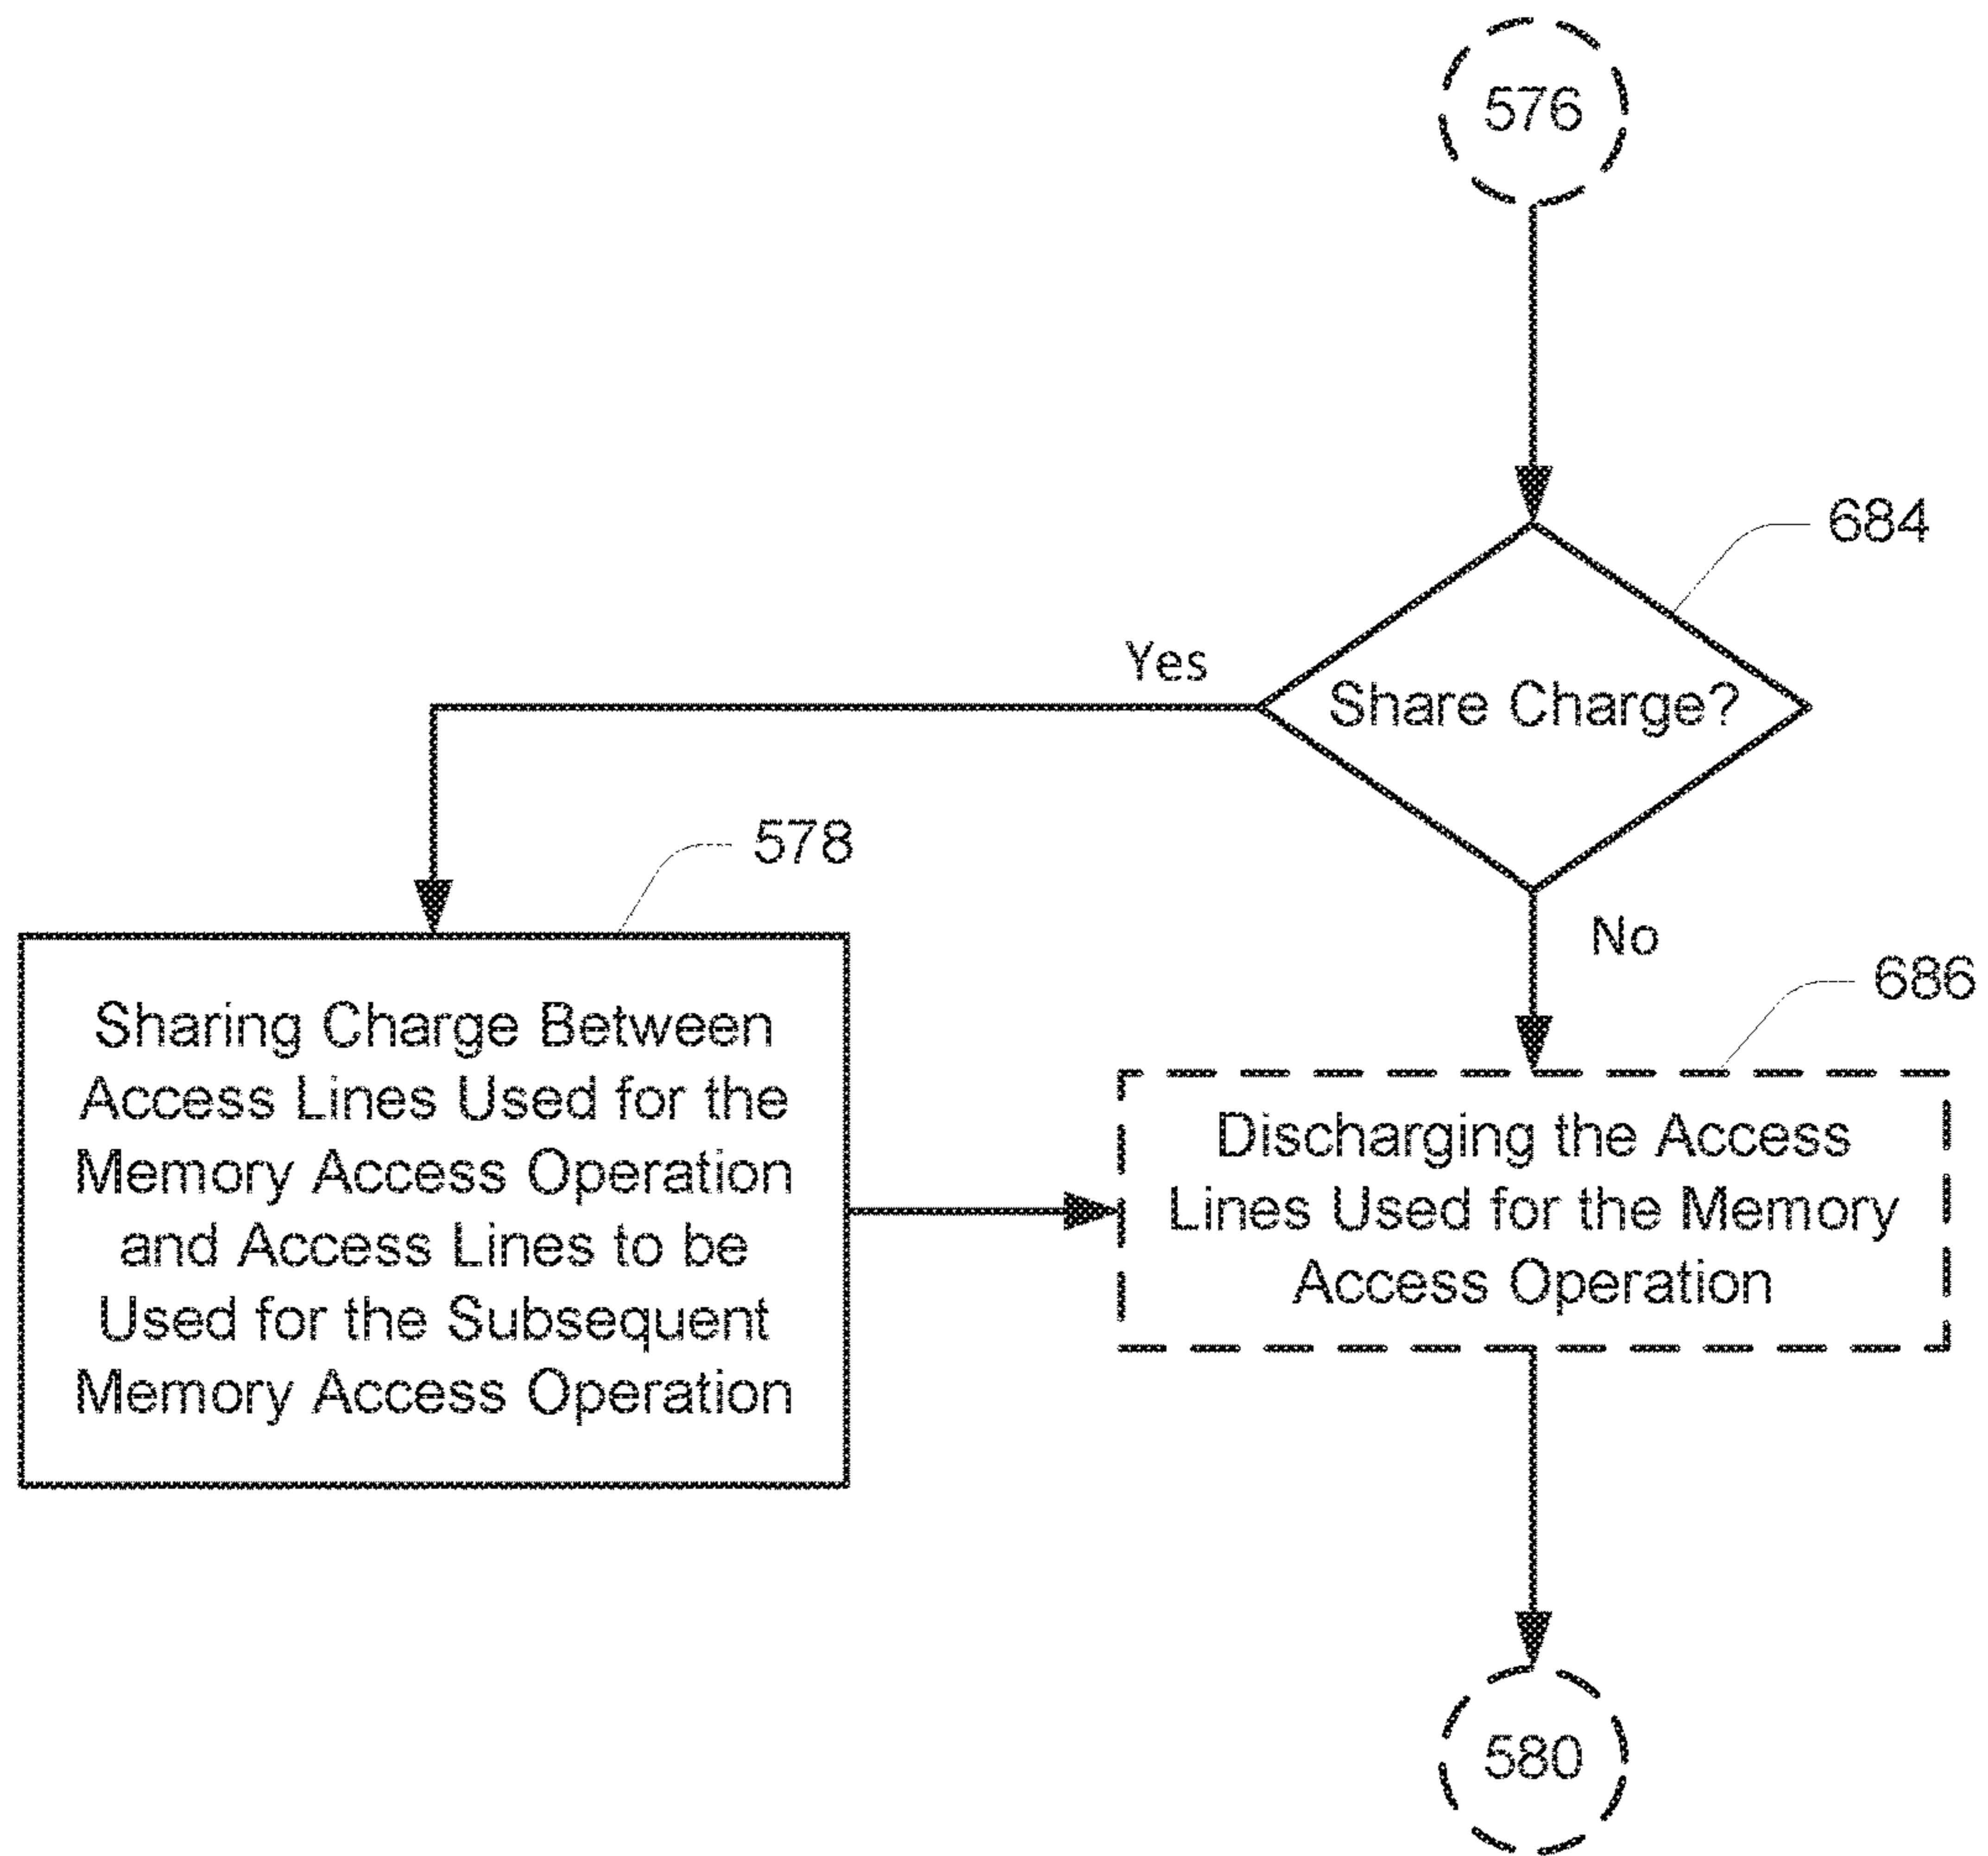 576
684
Share Charge?
Yes
No
578
Sharing Charge Between
Access Lines Used for the
Memory Access Operation
and Access Lines to be
Used for the Subsequent
Memory Access Operation
686
Discharging the Access
Lines Used for the Memory
Access Operation
580